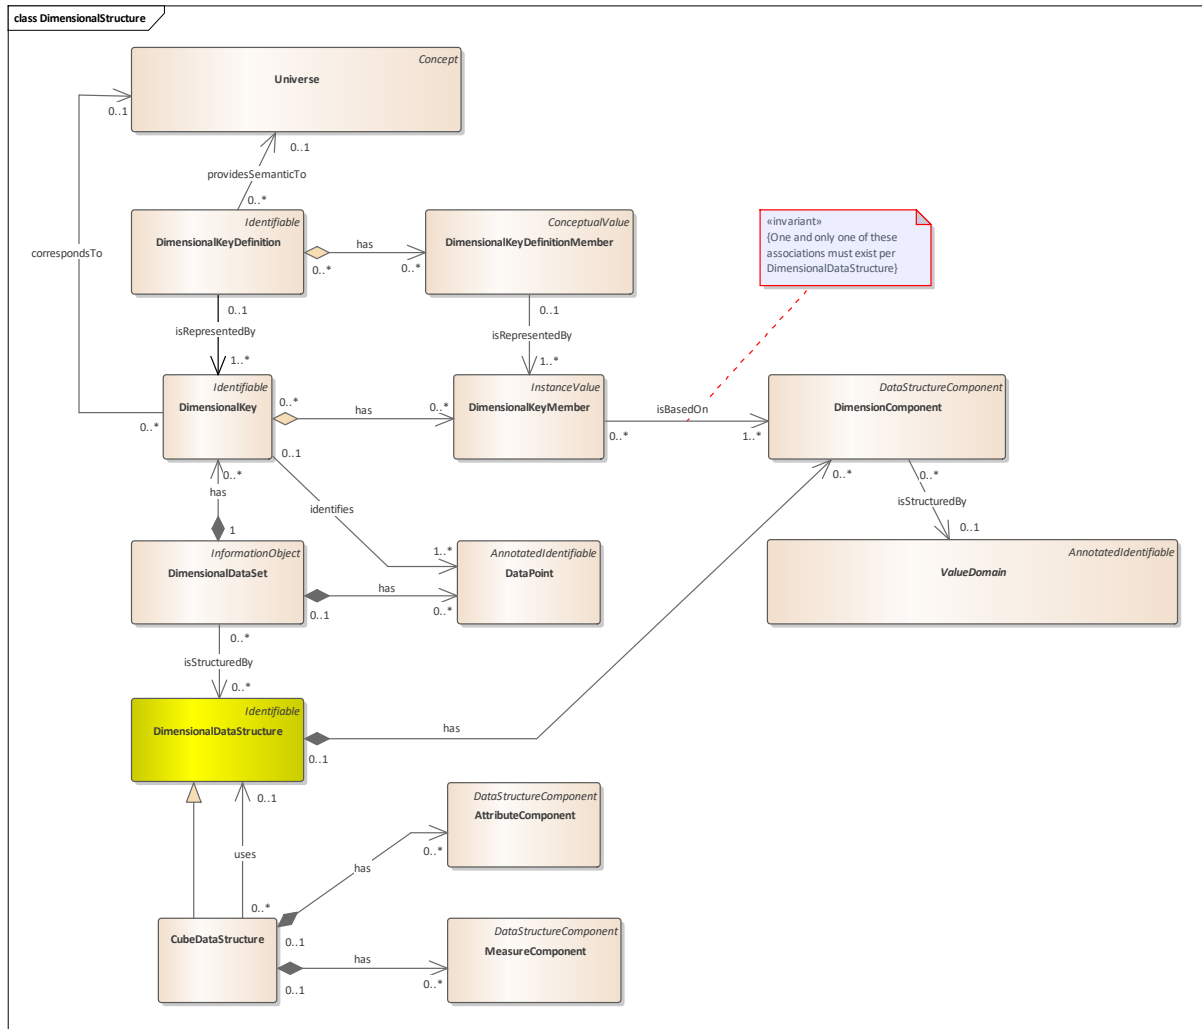 class DimensionalStructure
Concept
Universe
0..1
0..1
providesSemanticTo
0..*
Identifiable
DimensionalKeyDefinition
ConceptualValue
DimensionalKeyDefinitionMember
«invariant»
{One and only one of these
associations must exist per
DimensionalDataStructure}
correspondsTo
has
0..*
0..*
0..1
isRepresentedBy
1..*
0..1
isRepresentedBy
1..*
Identifiable
DimensionalKey
InstanceValue
DimensionalKeyMember
DataStructureComponent
DimensionComponent
0..*
has
0..*
isBasedOn
0..*
0..*
1..*
0..1
0..*
has
identifies
0..*
0..*
isStructuredBy
0..1
1
1..*
InformationObject
DimensionalDataSet
AnnotatedIdentifiable
DataPoint
AnnotatedIdentifiable
ValueDomain
has
0..1
0..*
0..*
isStructuredBy
0..*
Identifiable
DimensionalDataStructure
has
0..1
0..1
DataStructureComponent
AttributeComponent
uses
has
0..*
0..*
0..1
CubeDataStructure
DataStructureComponent
MeasureComponent
has
0..1
0..*